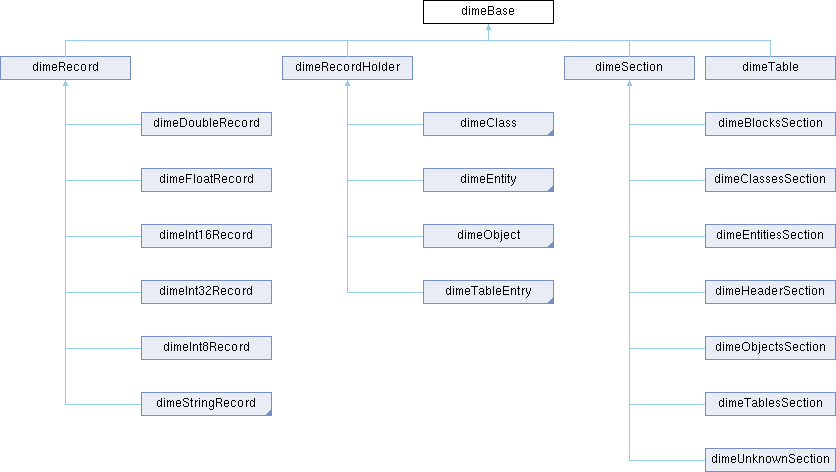 dimeBase
dimeRecord
dimeRecordHolder
dimeSection
dimeTable
dimeDoubleRecord
dimeClass
dimeBlocksSection
dimeFloatRecord
dimeEntity
dimeClassesSection
dimeInt16Record
dimeObject
dimeEntitiesSection
dimeInt32Record
dimeTableEntry
dimeHeaderSection
dimeInt8Record
dimeObjectsSection
dimeStringRecord
dimeTablesSection
dimeUnknownSection